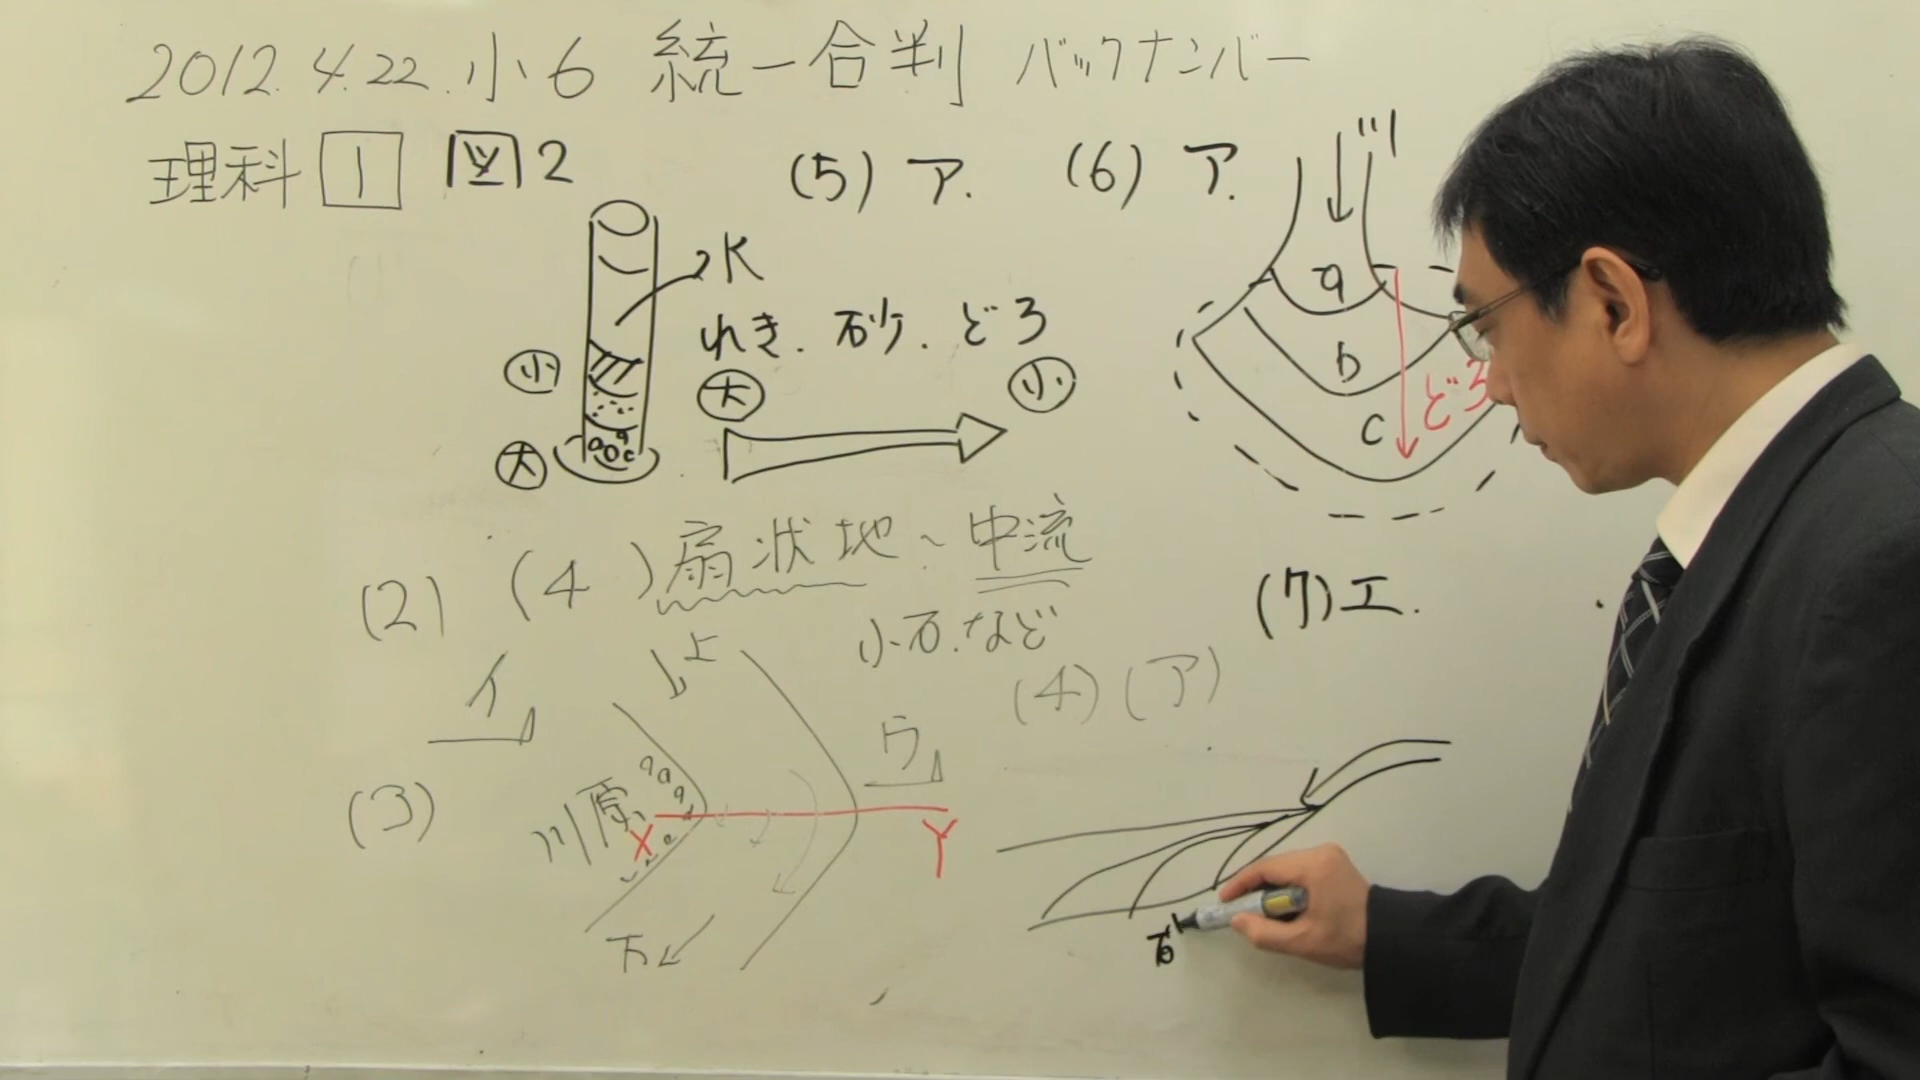 2012.4.22.小6 統一合判 バックナンバー
理科 1 図2 (5) ア. (6) ア.
川
水
れき.砂.どろ
小
大
大
小
a
b
c
どろ
(2)
(4)扇状地~中流
小石.など
イ
上
(7)エ.
(4)(ア)
ウ
(3)
川原
X
Y
下